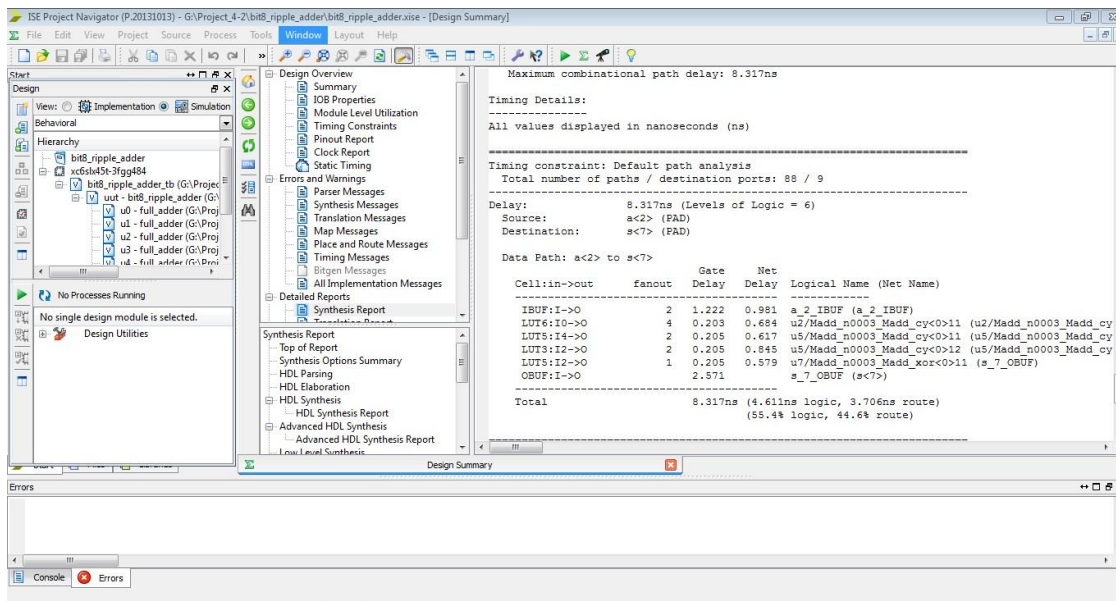 ISE Project Navigator (P.20131013) - G:\Project_4-2\bit8_ripple_adder\bit8_ripple_adder.xise - [Design Summary]
File Edit View Project Source Process Tools Window Layout Help
Start
Design
View: Implementation Simulation
Behavioral
Hierarchy
bit8_ripple_adder
xc6slx45t-3fgg484
bit8_ripple_adder_tb (G:\Projec
uut - bit8_ripple_adder (G:\
u0 - full_adder (G:\Proj
u1 - full_adder (G:\Proj
u2 - full_adder (G:\Proj
u3 - full_adder (G:\Proj
u4 - full_adder (G:\Proj
No Processes Running
No single design module is selected.
Design Utilities
Design Overview
Summary
IOB Properties
Module Level Utilization
Timing Constraints
Pinout Report
Clock Report
Static Timing
Errors and Warnings
Parser Messages
Synthesis Messages
Translation Messages
Map Messages
Place and Route Messages
Timing Messages
Bitgen Messages
All Implementation Messages
Detailed Reports
Synthesis Report
Translation Report
Synthesis Report
Top of Report
Synthesis Options Summary
HDL Parsing
HDL Elaboration
HDL Synthesis
HDL Synthesis Report
Advanced HDL Synthesis
Advanced HDL Synthesis Report
Low Level Synthesis
Maximum combinational path delay: 8.317ns
Timing Details:
---------------
All values displayed in nanoseconds (ns)
Timing constraint: Default path analysis
Total number of paths / destination ports: 88 / 9
Delay: 8.317ns (Levels of Logic = 6)
Source: a<2> (PAD)
Destination: s<7> (PAD)
Data Path: a<2> to s<7>
Gate Net
Cell:in->out fanout Delay Delay Logical Name (Net Name)
IBUF:I->O 2 1.222 0.981 a_2_IBUF (a_2_IBUF)
LUT6:I0->O 4 0.203 0.684 u2/Madd_n0003_Madd_cy<0>11 (u2/Madd_n0003_Madd_cy
LUT5:I4->O 2 0.205 0.617 u5/Madd_n0003_Madd_cy<0>11 (u5/Madd_n0003_Madd_cy
LUT3:I2->O 2 0.205 0.845 u5/Madd_n0003_Madd_cy<0>12 (u5/Madd_n0003_Madd_cy
LUT5:I2->O 1 0.205 0.579 u7/Madd_n0003_Madd_xor<0>11 (s_7_OBUF)
OBUF:I->O 2.571 s_7_OBUF (s<7>)
Total 8.317ns (4.611ns logic, 3.706ns route)
(55.4% logic, 44.6% route)
Design Summary
Errors
Console Errors